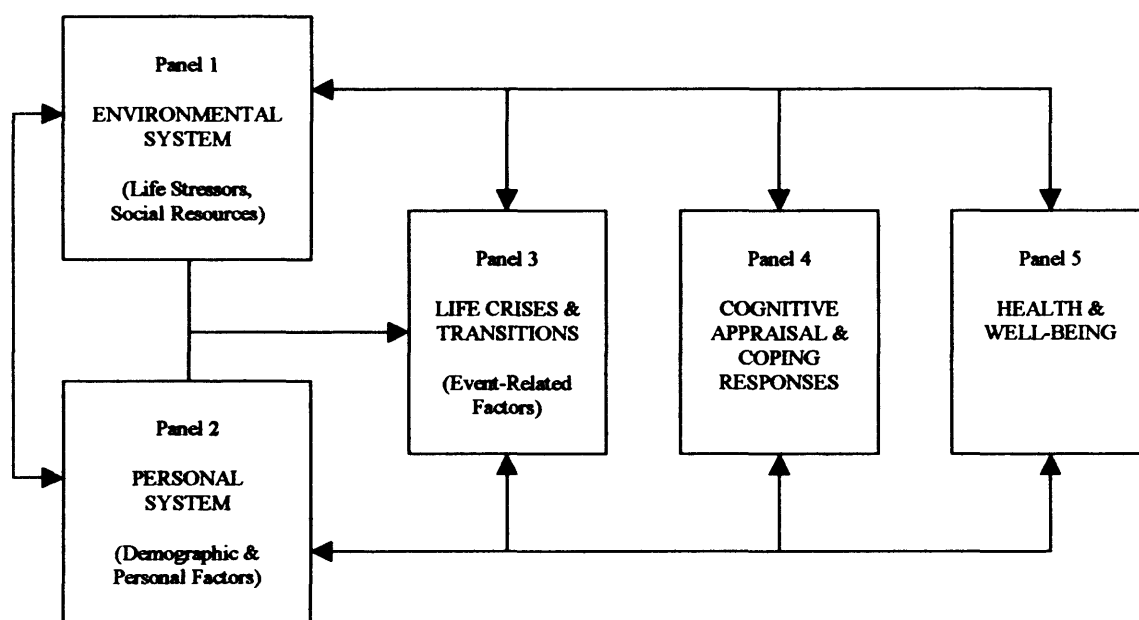 Panel 1
ENVIRONMENTAL
SYSTEM
(Life Stressors,
Social Resources)
Panel 2
PERSONAL
SYSTEM
(Demographic &
Personal Factors)
Panel 3
LIFE CRISES &
TRANSITIONS
(Event-Related
Factors)
Panel 4
COGNITIVE
APPRAISAL &
COPING
RESPONSES
Panel 5
HEALTH &
WELL-BEING